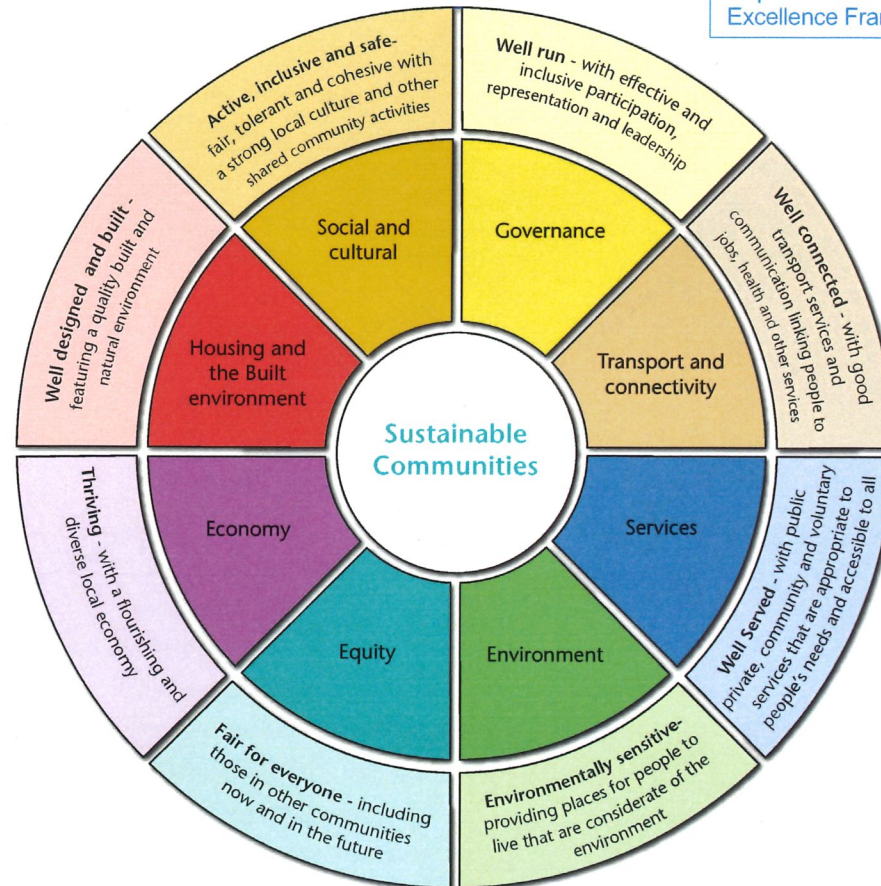 Excellence
Active, inclusive and safe-
fair, tolerant and cohesive with
a strong local culture and other
shared community activities
Well run - with effective and
inclusive participation,
representation and leadership
Well connected - with good
transport services and
communication linking people to
jobs, health and other services
Well Served - with public
private, community and voluntary
services that are appropriate to
people's needs and accessible to all
Environmentally sensitive-
providing places for people to
live that are considerate of the
environment
Fair for everyone - including
those in other communities
now and in the future
Thriving - with a flourishing and
diverse local economy
Well designed and built -
featuring a quality built and
natural environment
Social and
cultural
Governance
Transport and
connectivity
Services
Environment
Equity
Economy
Housing and
the Built
environment
Sustainable
Communities